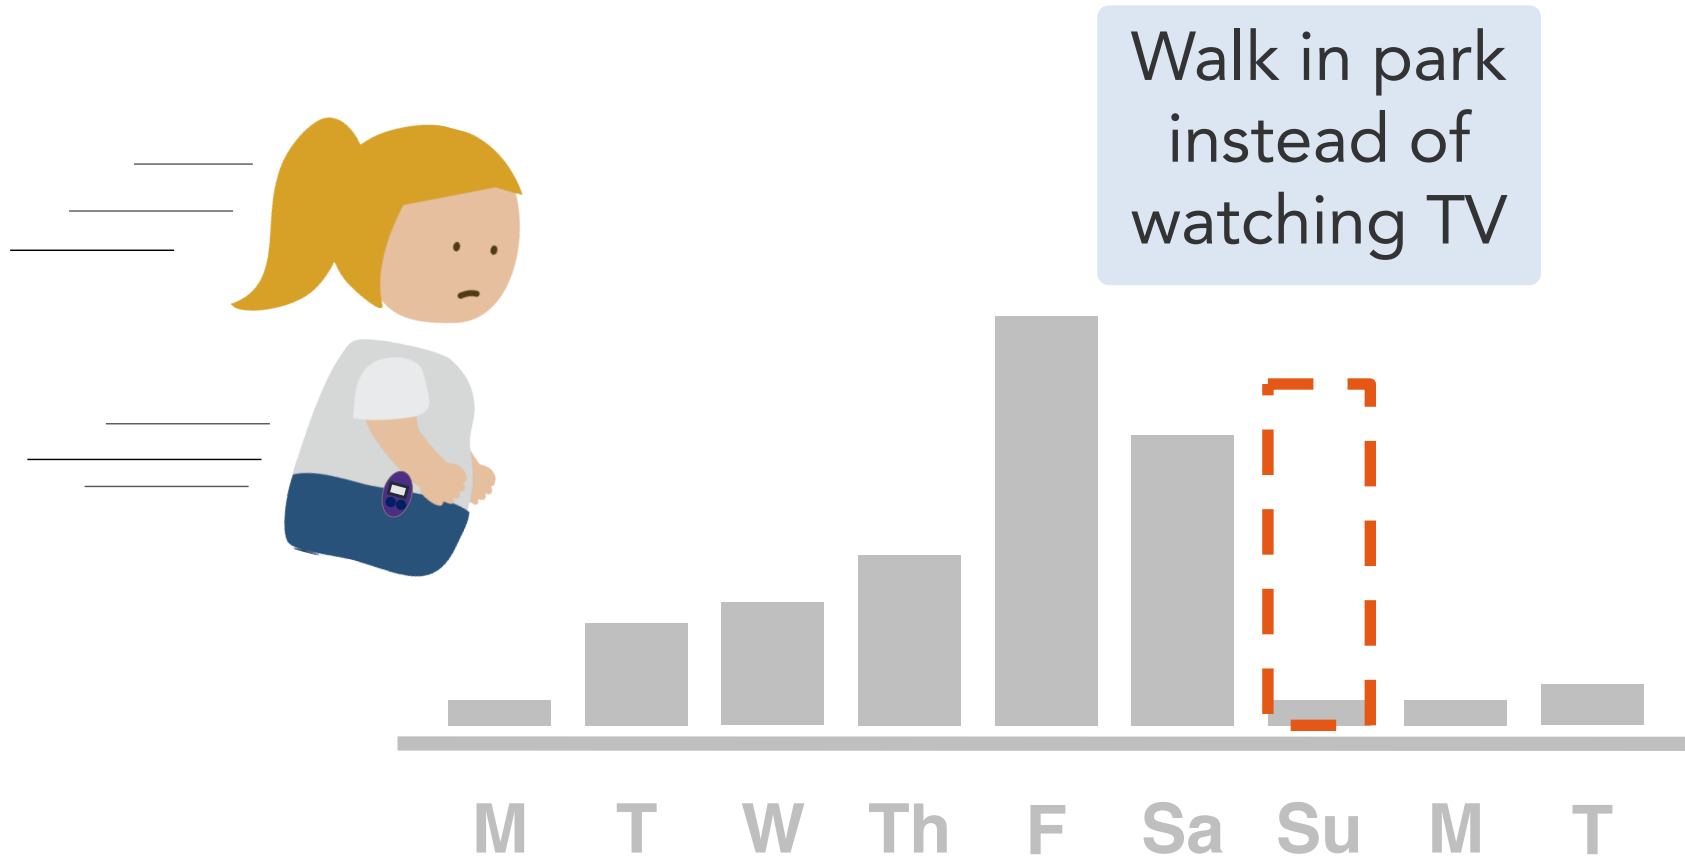 Walk in park
instead of
watching TV
M T W Th F Sa Su M T